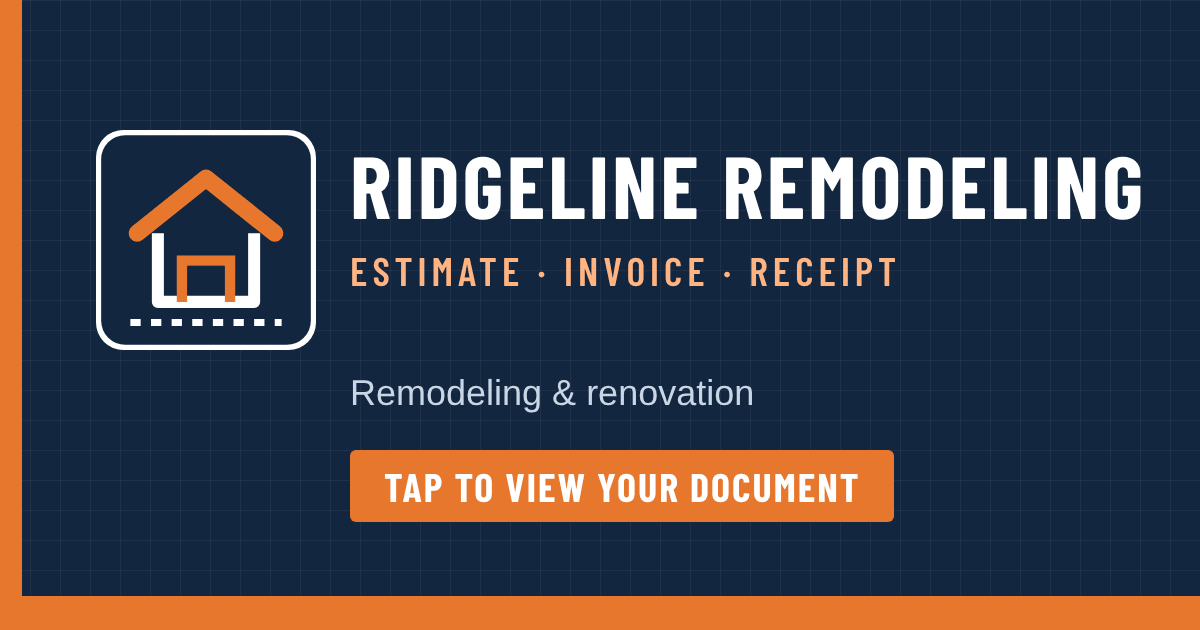 RIDGELINE REMODELING
ESTIMATE · INVOICE · RECEIPT
Remodeling & renovation
TAP TO VIEW YOUR DOCUMENT